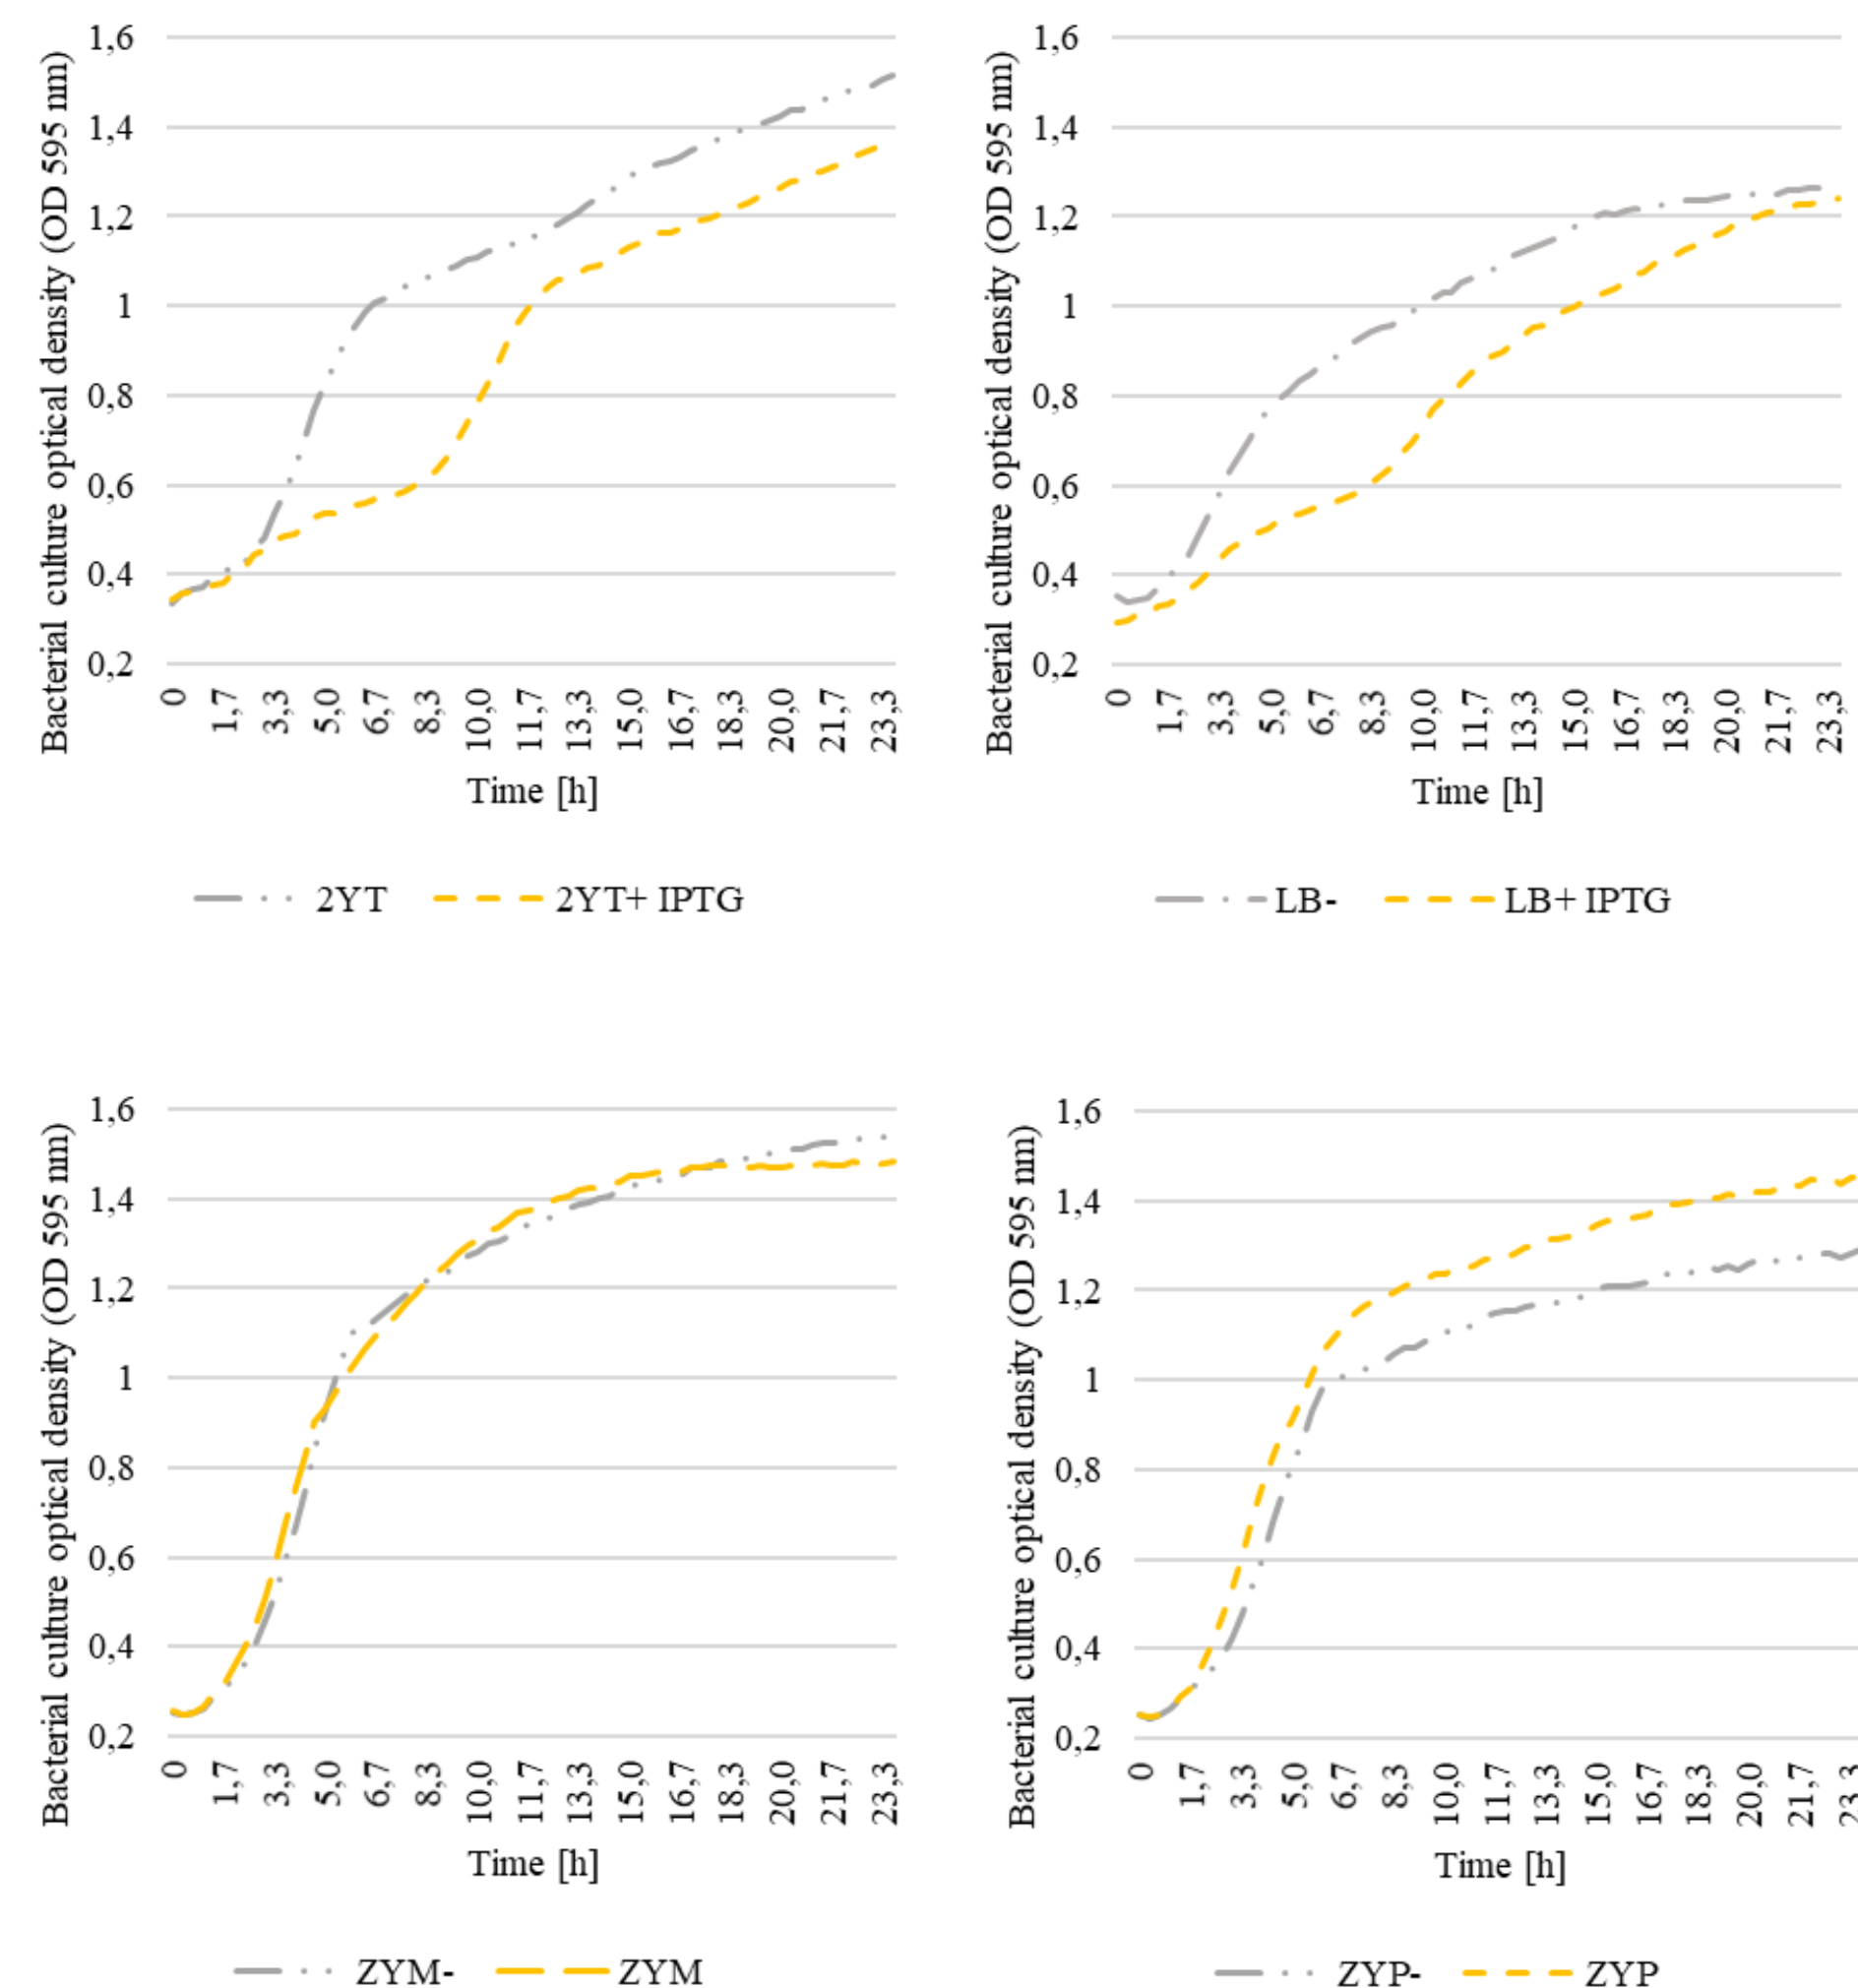 Bacterial culture optical density (OD 595 nm)
1,6
1,4
1,2
1
0,8
0,6
0,4
0,2
0 1,7 3,3 5,0 6,7 8,3 10,0 11,7 13,3 15,0 16,7 18,3 20,0 21,7 23,3
Time [h]
2YT 2YT+ IPTG
Bacterial culture optical density (OD 595 nm)
1,6
1,4
1,2
1
0,8
0,6
0,4
0,2
0 1,7 3,3 5,0 6,7 8,3 10,0 11,7 13,3 15,0 16,7 18,3 20,0 21,7 23,3
Time [h]
LB- LB+ IPTG
Bacterial culture optical density (OD 595 nm)
1,6
1,4
1,2
1
0,8
0,6
0,4
0,2
0 1,7 3,3 5,0 6,7 8,3 10,0 11,7 13,3 15,0 16,7 18,3 20,0 21,7 23,3
Time [h]
ZYM- ZYM
Bacterial culture optical density (OD 595 nm)
1,6
1,4
1,2
1
0,8
0,6
0,4
0,2
0 1,7 3,3 5,0 6,7 8,3 10,0 11,7 13,3 15,0 16,7 18,3 20,0 21,7 23,3
Time [h]
ZYP- ZYP